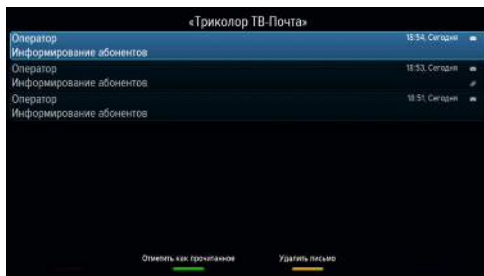 «Триколор ТВ-Почта»
Оператор 18:54, Сегодня
Информирование абонентов
Оператор 18:53, Сегодня
Информирование абонентов
Оператор 18:51, Сегодня
Информирование абонентов
Отметить как прочитанное Удалить письмо